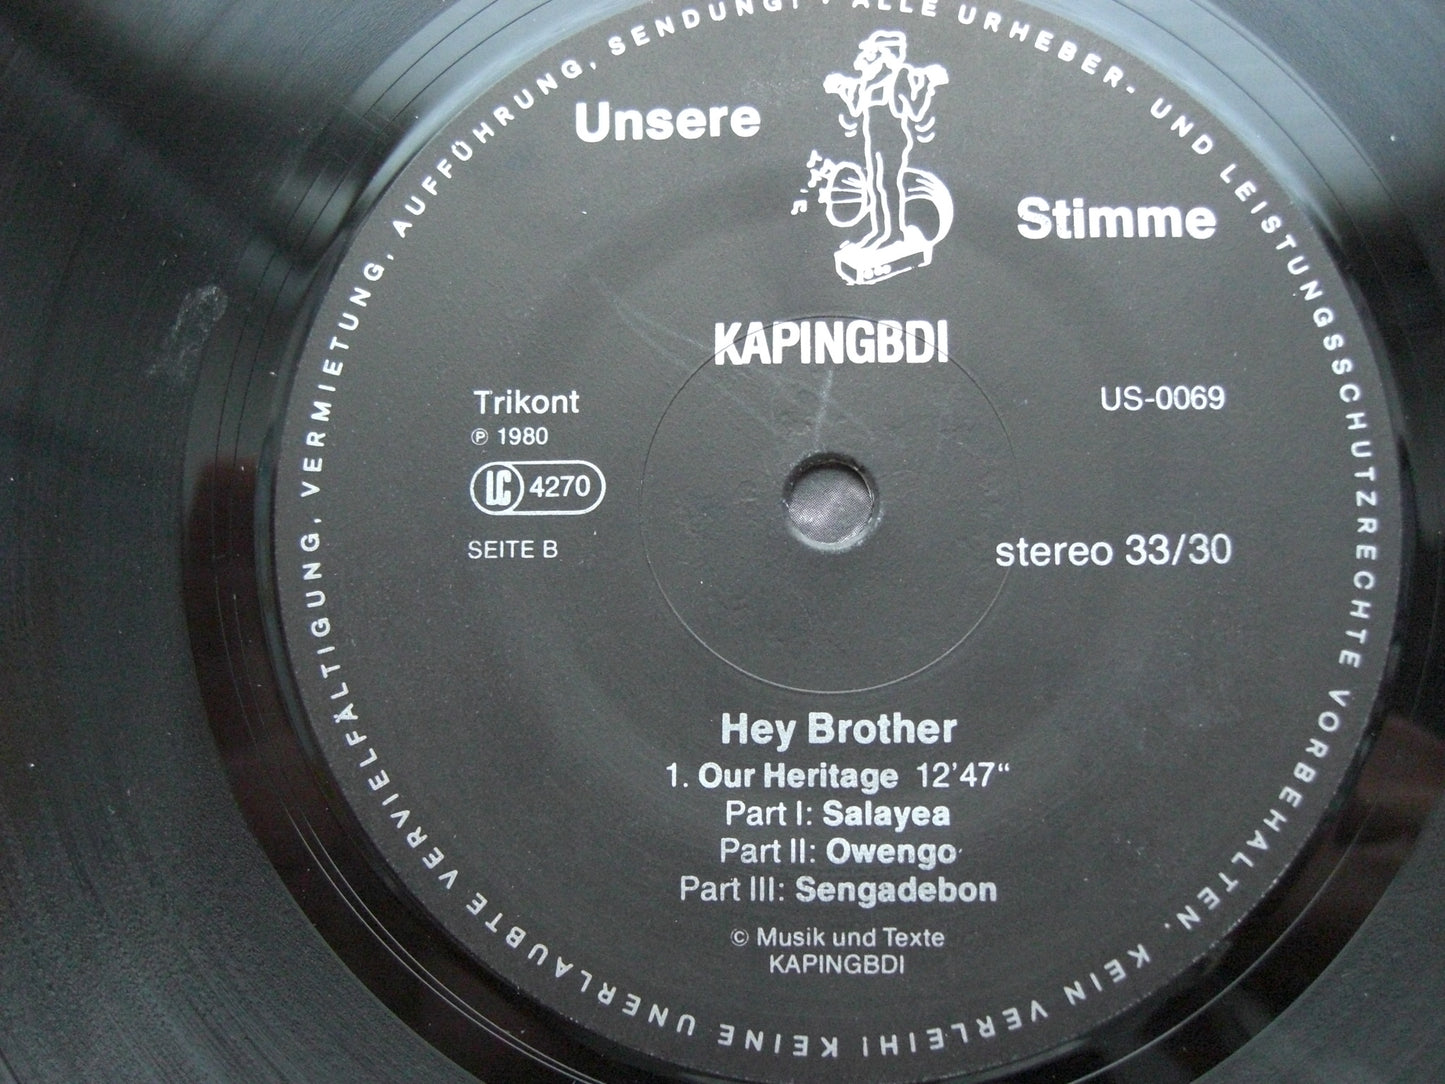 Unsere
Stimme
KAPINGBDI
Trikont
℗ 1980
LC 4270
SEITE B
US-0069
stereo 33/30
Hey Brother
1. Our Heritage 12'47“
Part I: Salayea
Part II: Owengo
Part III: Sengadebon
© Musik und Texte
KAPINGBDI
ALLE URHEBER- UND LEISTUNGSSCHUTZRECHTE VORBEHALTEN. KEIN VERLEIH! KEINE UNERLAUBTE VERVIELFÄLTIGUNG, VERMIETUNG, AUFFÜHRUNG, SENDUNG! ·